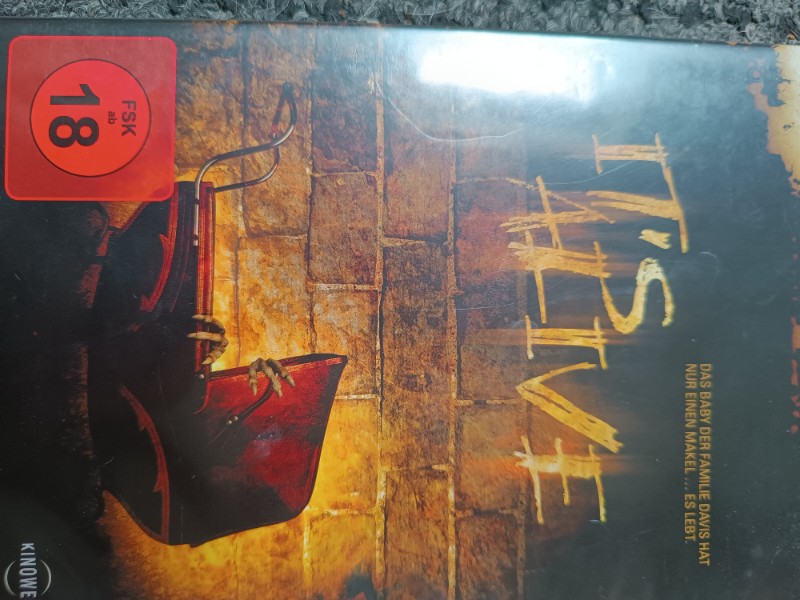 DAS BABY DER FAMILIE DAVIS HAT
NUR EINEN MAKEL ... ES LEBT.
IT'S
ALIVE
FSK
ab
18
KINOWE